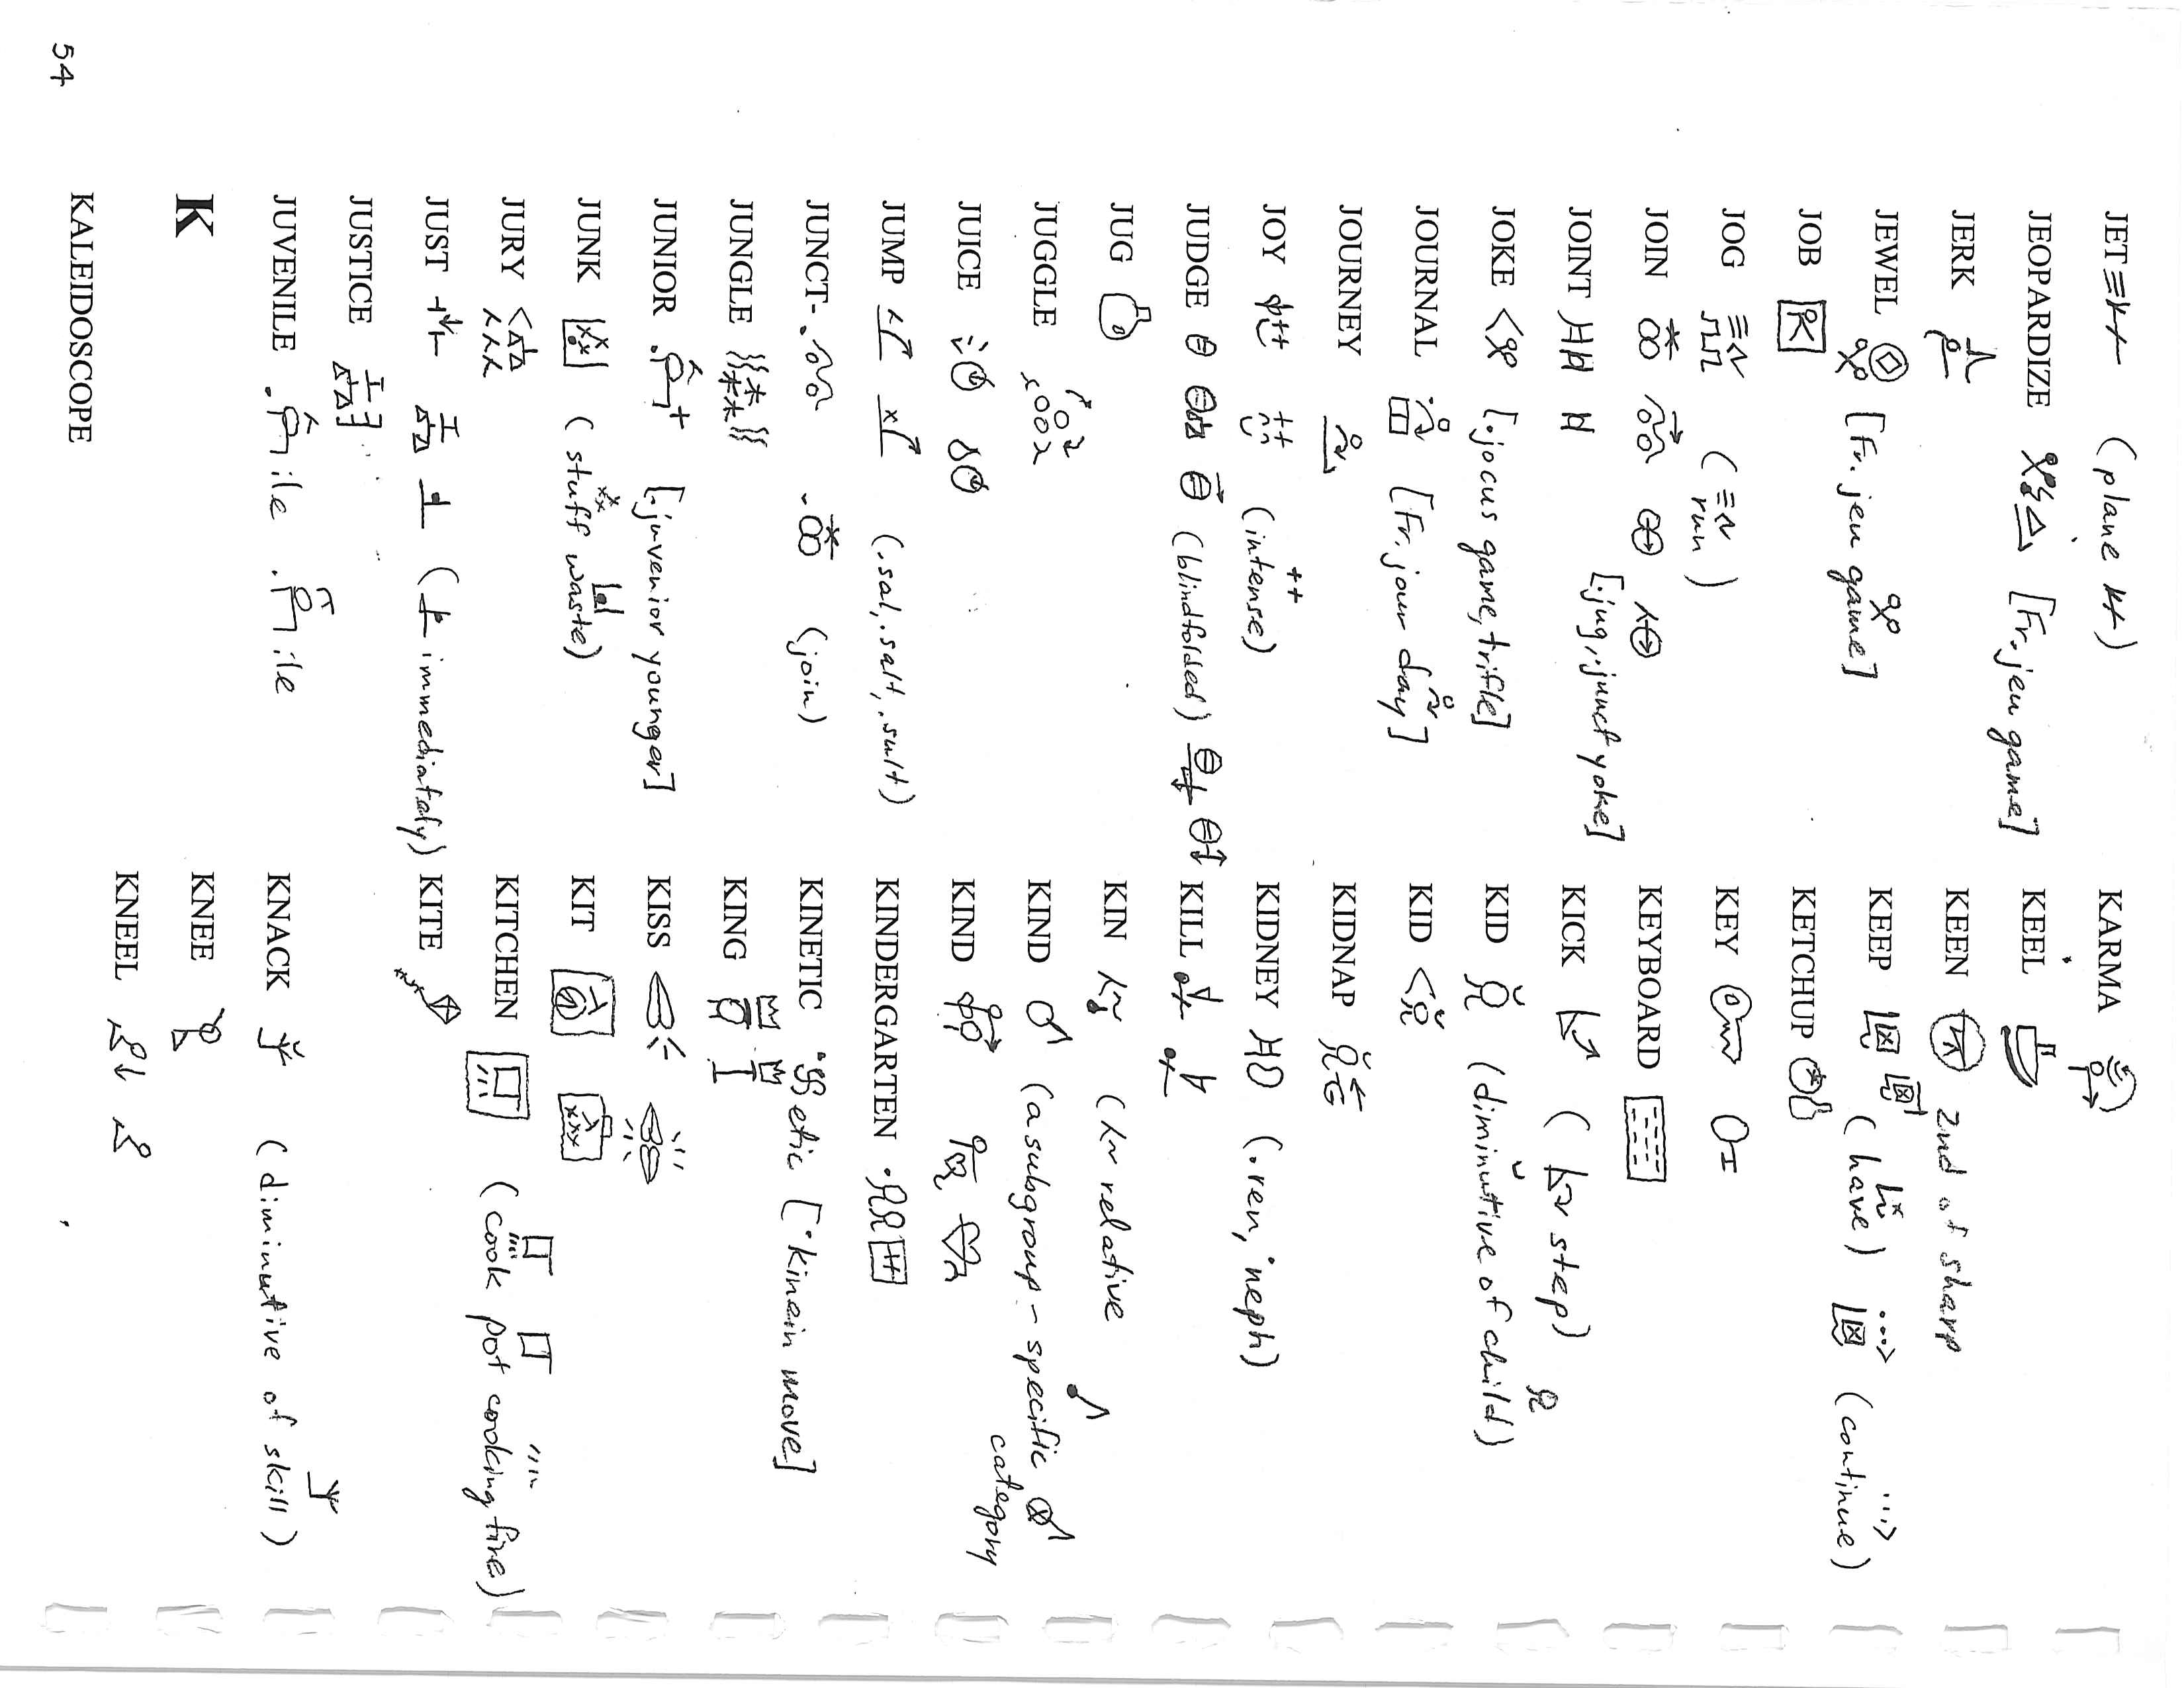 JET (plane)
JEOPARDIZE [Fr. jeu game]
JERK
JEWEL [Fr. jeu game]
JOB
JOG (run)
JOIN
JOINT [.jug, .junct yoke]
JOKE [.jocus game, trifle]
JOURNAL [Fr. jour day]
JOURNEY
JOY (intense)
JUDGE (blindfolded)
JUG
JUGGLE
JUICE
JUMP (.sal, .salt, .sult)
JUNCT- (join)
JUNGLE
JUNIOR [.juvenior younger]
JUNK (stuff waste)
JURY
JUST (immediately)
JUSTICE
JUVENILE ile ile
K
KALEIDOSCOPE
KARMA
KEEL
KEEN 2nd of sharp
KEEP (have) (continue)
KETCHUP
KEY
KEYBOARD
KICK (step)
KID (diminutive of child)
KID
KIDNAP
KIDNEY (.ren, ˙neph)
KILL
KIN (relative)
KIND (a subgroup - specific
category
KIND
KINDERGARTEN
KINETIC etic [˙kinein move]
KING
KISS
KIT
KITCHEN (cook pot cooking fire)
KITE
KNACK (diminutive of skill)
KNEE
KNEEL
54